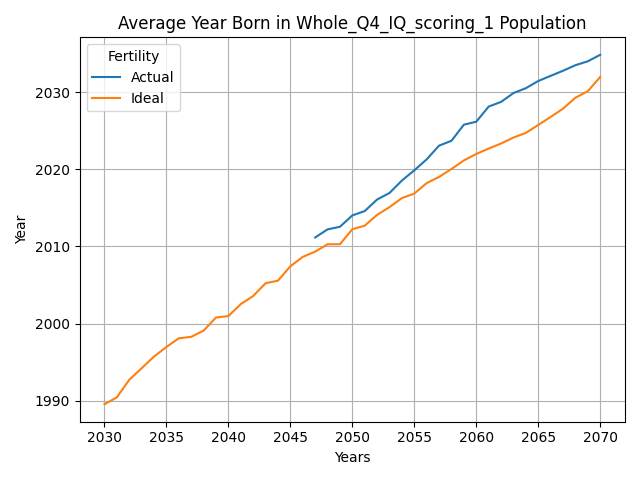 Average Year Born in Whole_Q4_IQ_scoring_1 Population
Fertility
Actual
Ideal
Year
2030
2020
2010
2000
1990
2030 2035 2040 2045 2050 2055 2060 2065 2070
Years